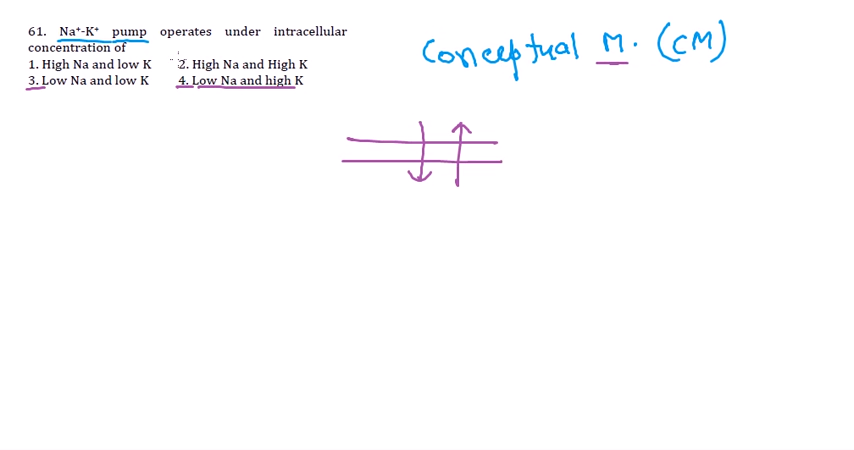 61. Na⁺-K⁺ pump operates under intracellular
concentration of
1. High Na and low K 2. High Na and High K
3. Low Na and low K 4. Low Na and high K
Conceptual M. (CM)